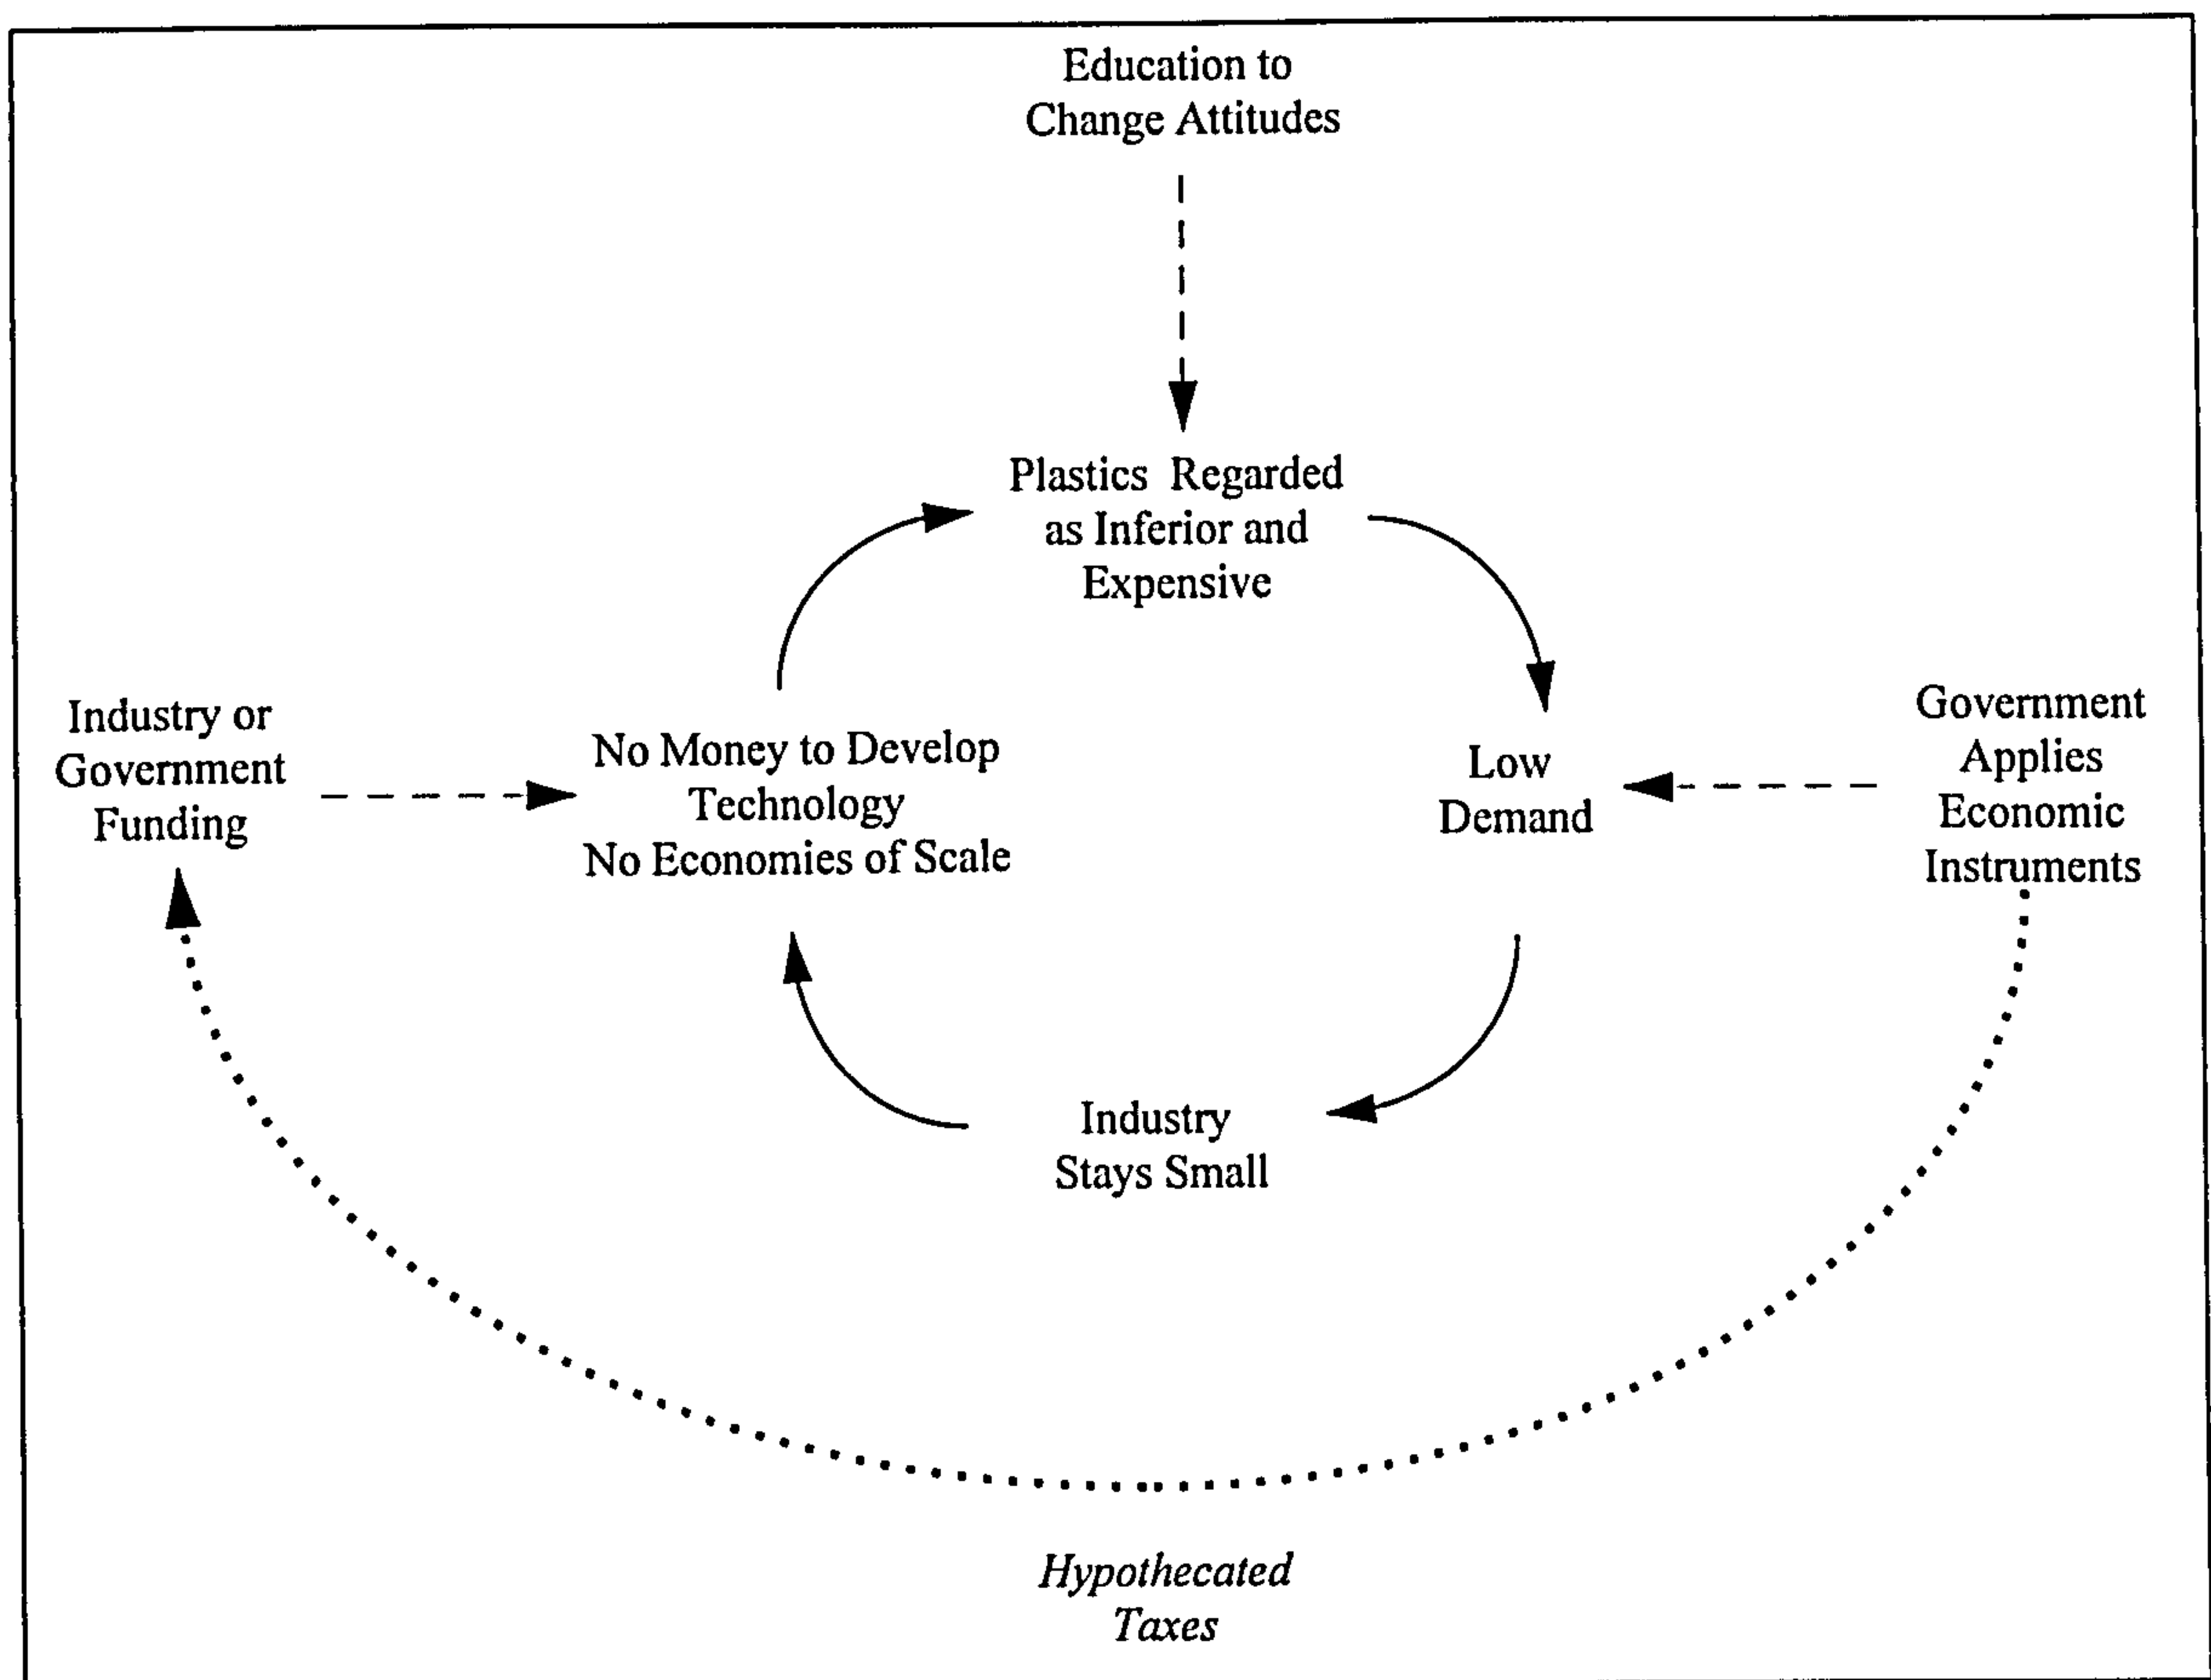 Education to
Change Attitudes
Plastics Regarded
as Inferior and
Expensive
Industry or
Government
Funding
No Money to Develop
Technology
No Economies of Scale
Low
Demand
Government
Applies
Economic
Instruments
Industry
Stays Small
Hypothecated
Taxes